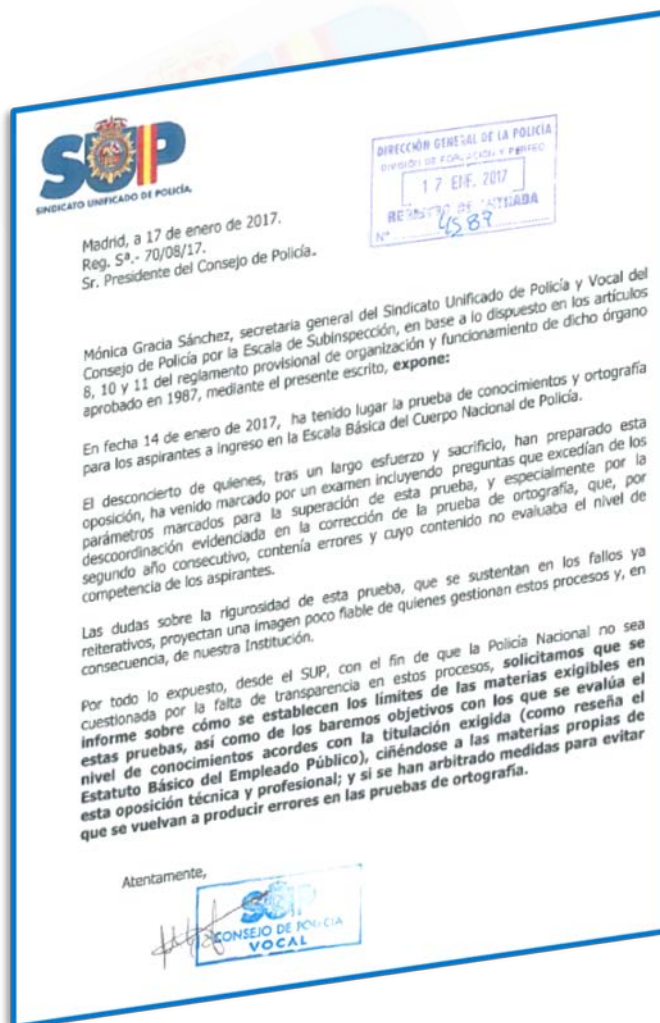 SUP
SINDICATO UNIFICADO DE POLICÍA
DIRECCIÓN GENERAL DE LA POLICÍA
DIVISIÓN DE FORMACIÓN Y PERFEC
17 ENE. 2017
REGISTRO DE ENTRADA
Nº 4589
Madrid, a 17 de enero de 2017.
Reg. Sª.- 70/08/17.
Sr. Presidente del Consejo de Policía.
Mónica Gracia Sánchez, secretaria general del Sindicato Unificado de Policía y Vocal del
Consejo de Policía por la Escala de Subinspección, en base a lo dispuesto en los artículos
8, 10 y 11 del reglamento provisional de organización y funcionamiento de dicho órgano
aprobado en 1987, mediante el presente escrito, expone:
En fecha 14 de enero de 2017, ha tenido lugar la prueba de conocimientos y ortografía
para los aspirantes a ingreso en la Escala Básica del Cuerpo Nacional de Policía.
El desconcierto de quienes, tras un largo esfuerzo y sacrificio, han preparado esta
oposición, ha venido marcado por un examen incluyendo preguntas que excedían de los
parámetros marcados para la superación de esta prueba, y especialmente por la
descoordinación evidenciada en la corrección de la prueba de ortografía, que, por
segundo año consecutivo, contenía errores y cuyo contenido no evaluaba el nivel de
competencia de los aspirantes.
Las dudas sobre la rigurosidad de esta prueba, que se sustentan en los fallos ya
reiterativos, proyectan una imagen poco fiable de quienes gestionan estos procesos y, en
consecuencia, de nuestra Institución.
Por todo lo expuesto, desde el SUP, con el fin de que la Policía Nacional no sea
cuestionada por la falta de transparencia en estos procesos, solicitamos que se
informe sobre cómo se establecen los límites de las materias exigibles en
estas pruebas, así como de los baremos objetivos con los que se evalúa el
nivel de conocimientos acordes con la titulación exigida (como reseña el
Estatuto Básico del Empleado Público), ciñéndose a las materias propias de
esta oposición técnica y profesional; y si se han arbitrado medidas para evitar
que se vuelvan a producir errores en las pruebas de ortografía.
Atentamente,
SUP
CONSEJO DE POLICIA
VOCAL